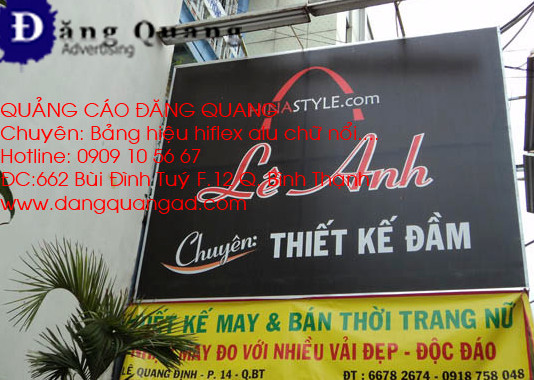 Đăng Quang
Advertising
QUẢNG CÁO ĐĂNG QUANG
NASTYLE.com
Chuyên: Bảng hiệu hiflex alu chữ nổi...
Hotline: 0909 10 56 67
ĐC:662 Bùi Đình Tuý F.12 Q. Bình Thạnh
www.dangquangad.com
Lê Anh
Chuyên: THIẾT KẾ ĐẦM
THIẾT KẾ MAY & BÁN THỜI TRANG NỮ
MAY ĐO VỚI NHIỀU VẢI ĐẸP - ĐỘC ĐÁO
LÊ QUANG ĐỊNH - P. 14 - Q.BT ĐT : 6678 2674 - 0918 758 048